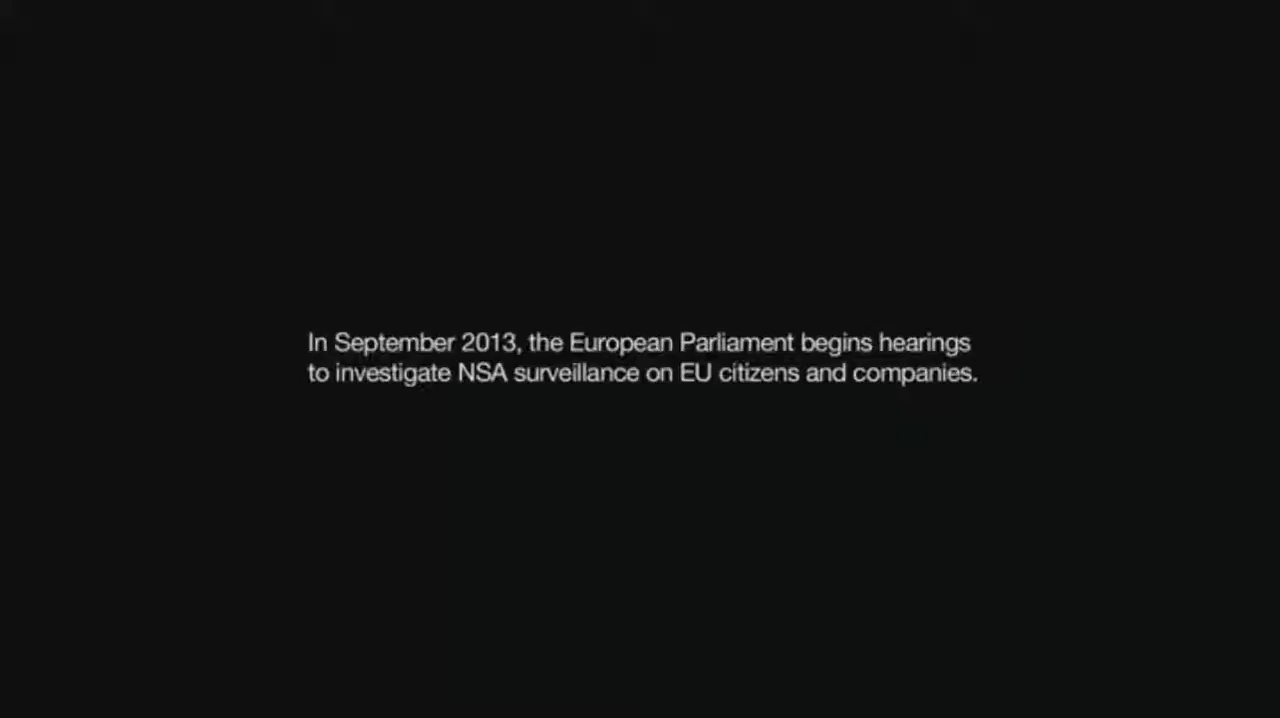 In September 2013, the European Parliament begins hearings
to investigate NSA surveillance on EU citizens and companies.